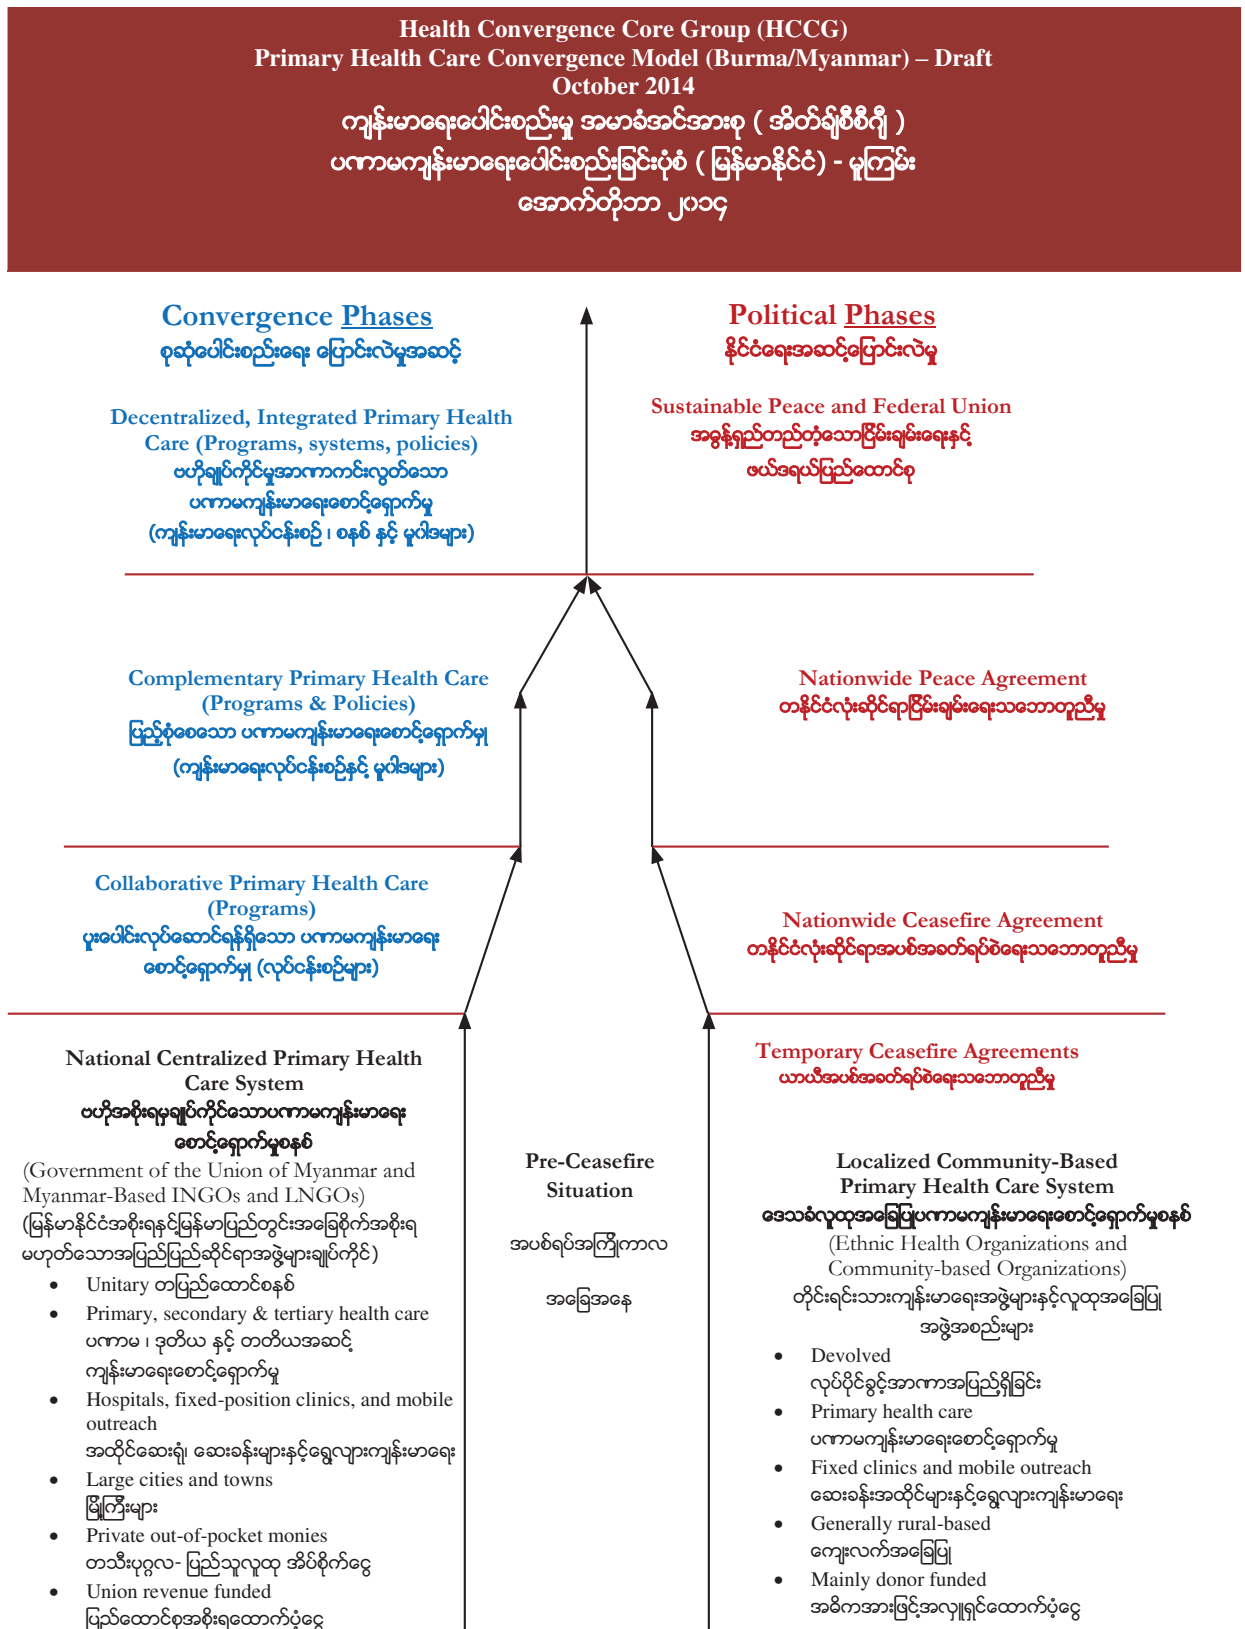 Health Convergence Core Group (HCCG)
Primary Health Care Convergence Model (Burma/Myanmar) – Draft
October 2014
ကျန်းမာရေးပေါင်းစည်းမှု အမာခံအင်အားစု ( အိတ်ချ်စီစီဂျီ )
ပဏာမကျန်းမာရေးပေါင်းစည်းခြင်းပုံစံ ( မြန်မာနိုင်ငံ) - မူကြမ်း
အောက်တိုဘာ ၂၀၁၄
Convergence Phases
စုဆုံပေါင်းစည်းရေး ပြောင်းလဲမှုအဆင့်
Decentralized, Integrated Primary Health
Care (Programs, systems, policies)
ဗဟိုချုပ်ကိုင်မှုအာဏာကင်းလွတ်သော
ပဏာမကျန်းမာရေးစောင့်ရှောက်မှု
(ကျန်းမာရေးလုပ်ငန်းစဉ် ၊ စနစ် နှင့် မူဝါဒများ)
Political Phases
နိုင်ငံရေးအဆင့်ပြောင်းလဲမှု
Sustainable Peace and Federal Union
အဓွန့်ရှည်တည်တံ့သောငြိမ်းချမ်းရေးနှင့်
ဖယ်ဒရယ်ပြည်ထောင်စု
Complementary Primary Health Care
(Programs & Policies)
ပြည့်စုံစေသော ပဏာမကျန်းမာရေးစောင့်ရှောက်မှု
(ကျန်းမာရေးလုပ်ငန်းစဉ်နှင့် မူဝါဒများ)
Nationwide Peace Agreement
တနိုင်ငံလုံးဆိုင်ရာငြိမ်းချမ်းရေးသဘောတူညီမှု
Collaborative Primary Health Care
(Programs)
ပူးပေါင်းလုပ်ဆောင်ရန်ရှိသော ပဏာမကျန်းမာရေး
စောင့်ရှောက်မှု (လုပ်ငန်းစဉ်များ)
Nationwide Ceasefire Agreement
တနိုင်ငံလုံးဆိုင်ရာအပစ်အခတ်ရပ်စဲရေးသဘောတူညီမှု
National Centralized Primary Health
Care System
ဗဟိုအစိုးရမှချုပ်ကိုင်သောပဏာမကျန်းမာရေး
စောင့်ရှောက်မှုစနစ်
(Government of the Union of Myanmar and
Myanmar-Based INGOs and LNGOs)
(မြန်မာနိုင်ငံအစိုးရနှင့်မြန်မာပြည်တွင်းအခြေစိုက်အစိုးရ
မဟုတ်သောအပြည်ပြည်ဆိုင်ရာအဖွဲ့များချုပ်ကိုင်)
• Unitary တပြည်ထောင်စနစ်
• Primary, secondary & tertiary health care
ပဏာမ ၊ ဒုတိယ နှင့် တတိယအဆင့်
ကျန်းမာရေးစောင့်ရှောက်မှု
• Hospitals, fixed-position clinics, and mobile
outreach
အထိုင်ဆေးရုံ၊ ဆေးခန်းများနှင့်ရွေ့လျားကျန်းမာရေး
• Large cities and towns
မြို့ကြီးများ
• Private out-of-pocket monies
တသီးပုဂ္ဂလ- ပြည်သူလူထု အိပ်စိုက်ငွေ
• Union revenue funded
ပြည်ထောင်စုအစိုးရထောက်ပံ့ငွေ
Pre-Ceasefire
Situation
အပစ်ရပ်အကြိုကာလ
အခြေအနေ
Temporary Ceasefire Agreements
ယာယီအပစ်အခတ်ရပ်စဲရေးသဘောတူညီမှု
Localized Community-Based
Primary Health Care System
ဒေသခံလူထုအခြေပြုပဏာမကျန်းမာရေးစောင့်ရှောက်မှုစနစ်
(Ethnic Health Organizations and
Community-based Organizations)
တိုင်းရင်းသားကျန်းမာရေးအဖွဲ့များနှင့်လူထုအခြေပြု
အဖွဲ့အစည်းများ
• Devolved
လုပ်ပိုင်ခွင့်အာဏာအပြည့်ရှိခြင်း
• Primary health care
ပဏာမကျန်းမာရေးစောင့်ရှောက်မှု
• Fixed clinics and mobile outreach
ဆေးခန်းအထိုင်များနှင့်ရွေ့လျားကျန်းမာရေး
• Generally rural-based
ကျေးလက်အခြေပြု
• Mainly donor funded
အဓိကအားဖြင့်အလှူရှင်ထောက်ပံ့ငွေ